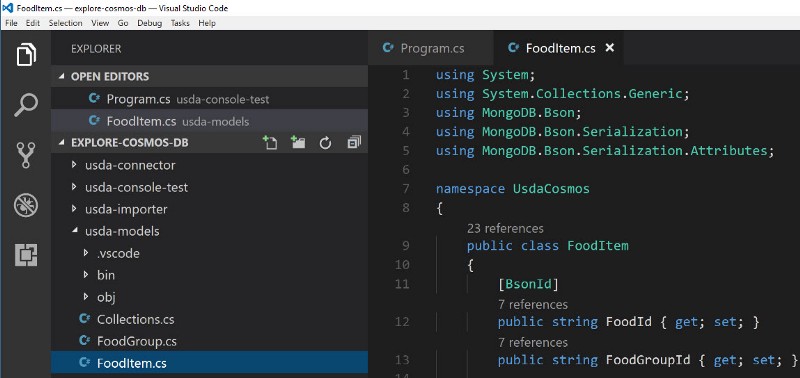 FoodItem.cs — explore-cosmos-db — Visual Studio Code
File Edit Selection View Go Debug Tasks Help
EXPLORER
OPEN EDITORS
Program.cs usda-console-test
FoodItem.cs usda-models
EXPLORE-COSMOS-DB
usda-connector
usda-console-test
usda-importer
usda-models
.vscode
bin
obj
Collections.cs
FoodGroup.cs
FoodItem.cs
Program.cs FoodItem.cs
1 using System;
2 using System.Collections.Generic;
3 using MongoDB.Bson;
4 using MongoDB.Bson.Serialization;
5 using MongoDB.Bson.Serialization.Attributes;
6
7 namespace UsdaCosmos
8 {
23 references
9 public class FoodItem
10 {
11 [BsonId]
7 references
12 public string FoodId { get; set; }
7 references
13 public string FoodGroupId { get; set; }